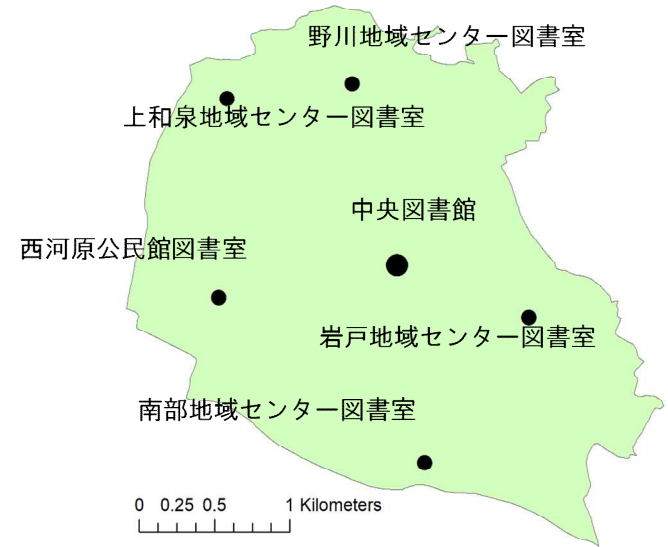 野川地域センター図書室
上和泉地域センター図書室
中央図書館
西河原公民館図書室
岩戸地域センター図書室
南部地域センター図書室
0 0.25 0.5 1 Kilometers